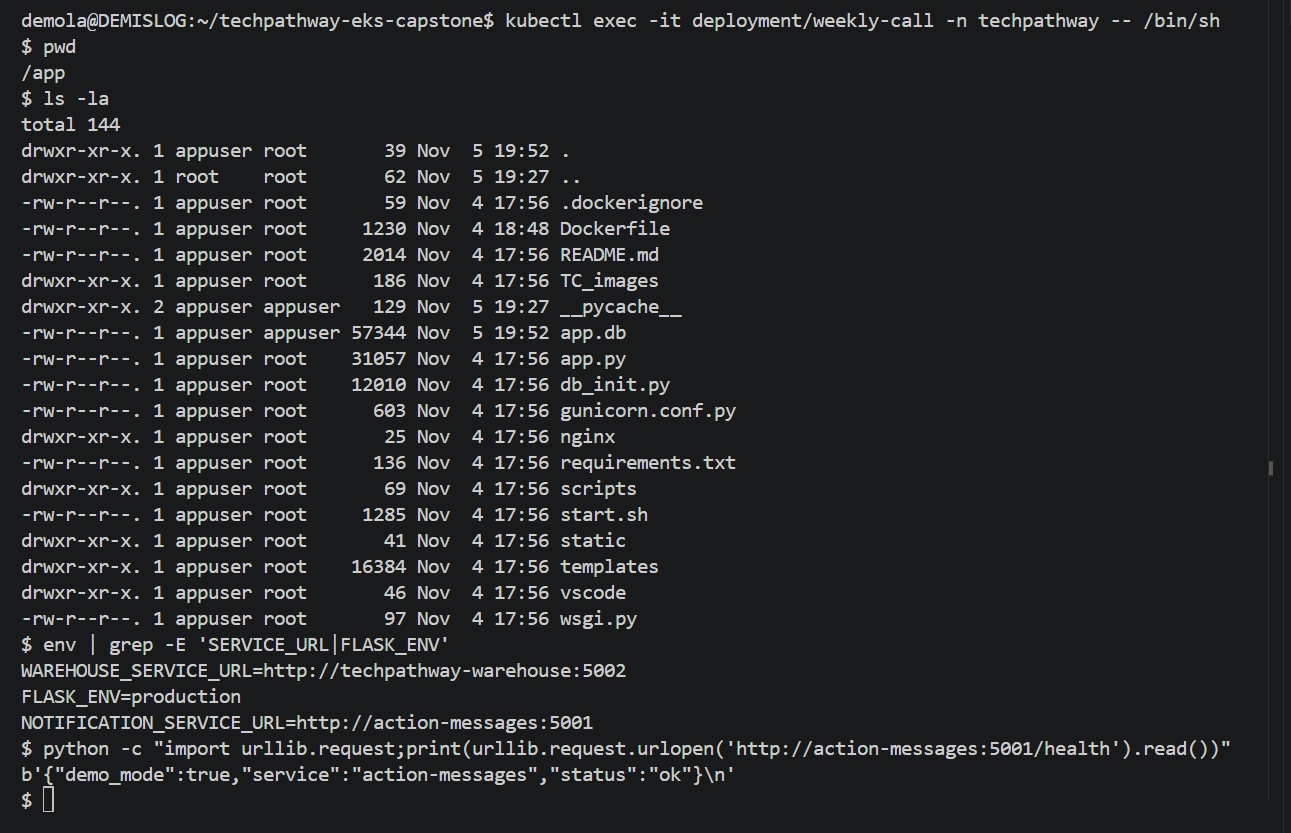 demola@DEMISLOG:~/techpathway-eks-capstone$ kubectl exec -it deployment/weekly-call -n techpathway -- /bin/sh
$ pwd
/app
$ ls -la
total 144
drwxr-xr-x. 1 appuser root       39 Nov  5 19:52 .
drwxr-xr-x. 1 root    root       62 Nov  5 19:27 ..
-rw-r--r--. 1 appuser root       59 Nov  4 17:56 .dockerignore
-rw-r--r--. 1 appuser root     1230 Nov  4 18:48 Dockerfile
-rw-r--r--. 1 appuser root     2014 Nov  4 17:56 README.md
drwxr-xr-x. 1 appuser root      186 Nov  4 17:56 TC_images
drwxr-xr-x. 2 appuser appuser   129 Nov  5 19:27 __pycache__
-rw-r--r--. 1 appuser appuser 57344 Nov  5 19:52 app.db
-rw-r--r--. 1 appuser root    31057 Nov  4 17:56 app.py
-rw-r--r--. 1 appuser root    12010 Nov  4 17:56 db_init.py
-rw-r--r--. 1 appuser root      603 Nov  4 17:56 gunicorn.conf.py
drwxr-xr-x. 1 appuser root       25 Nov  4 17:56 nginx
-rw-r--r--. 1 appuser root      136 Nov  4 17:56 requirements.txt
drwxr-xr-x. 1 appuser root       69 Nov  4 17:56 scripts
-rw-r--r--. 1 appuser root     1285 Nov  4 17:56 start.sh
drwxr-xr-x. 1 appuser root       41 Nov  4 17:56 static
drwxr-xr-x. 1 appuser root    16384 Nov  4 17:56 templates
drwxr-xr-x. 1 appuser root       46 Nov  4 17:56 vscode
-rw-r--r--. 1 appuser root       97 Nov  4 17:56 wsgi.py
$ env | grep -E 'SERVICE_URL|FLASK_ENV'
WAREHOUSE_SERVICE_URL=http://techpathway-warehouse:5002
FLASK_ENV=production
NOTIFICATION_SERVICE_URL=http://action-messages:5001
$ python -c "import urllib.request;print(urllib.request.urlopen('http://action-messages:5001/health').read())"
b'{"demo_mode":true,"service":"action-messages","status":"ok"}\n'
$